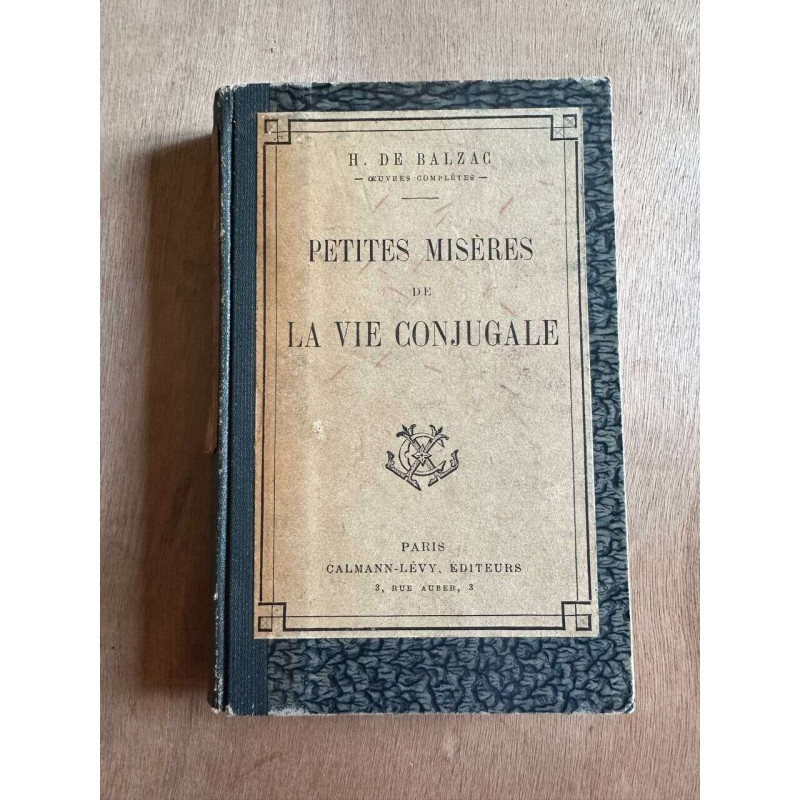 H. DE BALZAC
— ŒUVRES COMPLÈTES —
PETITES MISÈRES
DE
LA VIE CONJUGALE
PARIS
CALMANN-LÉVY, ÉDITEURS
3, RUE AUBER, 3